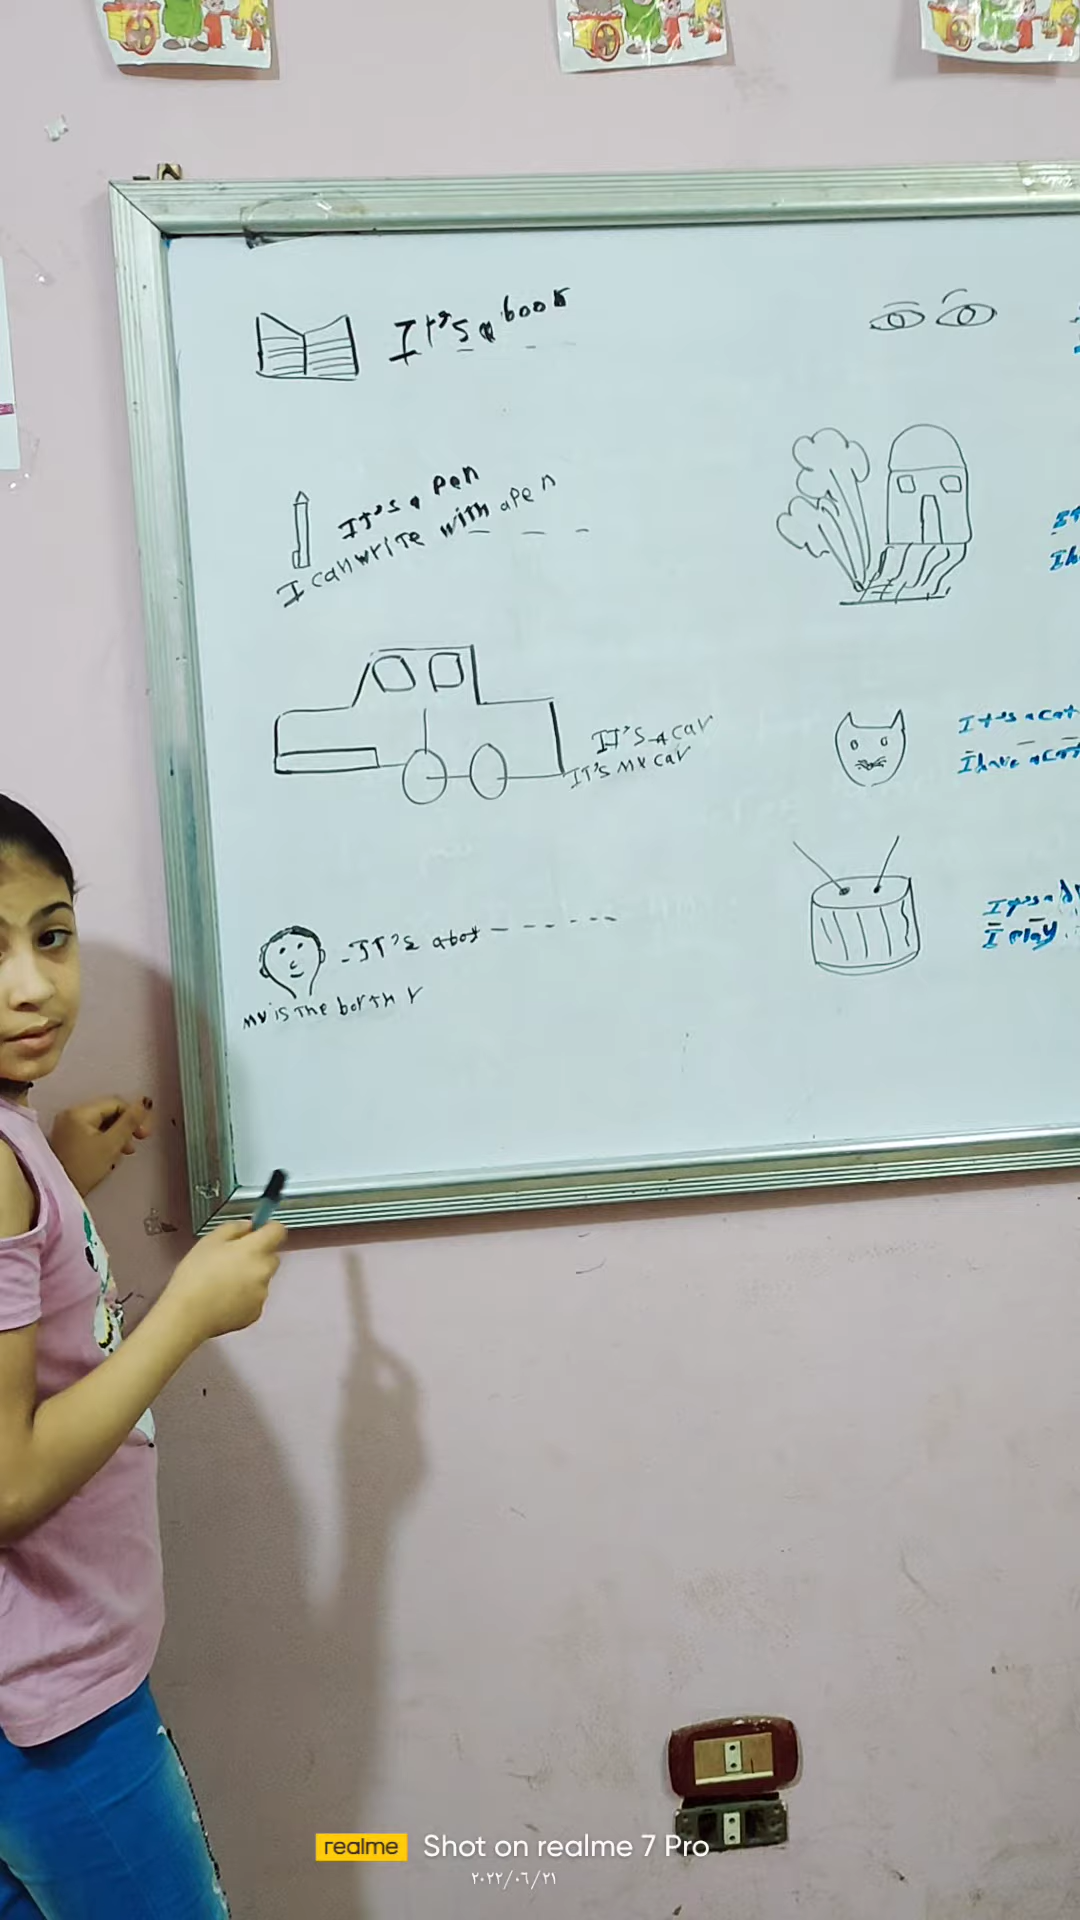 It's a book
It's a pen
I can write with a pen
IT's a car
IT's my car
IT's a boy
my is The borTh r
It's a cat
I have a cat
It's a
I play
realme Shot on realme 7 Pro
٢٠٢٢/٠٦/٢١